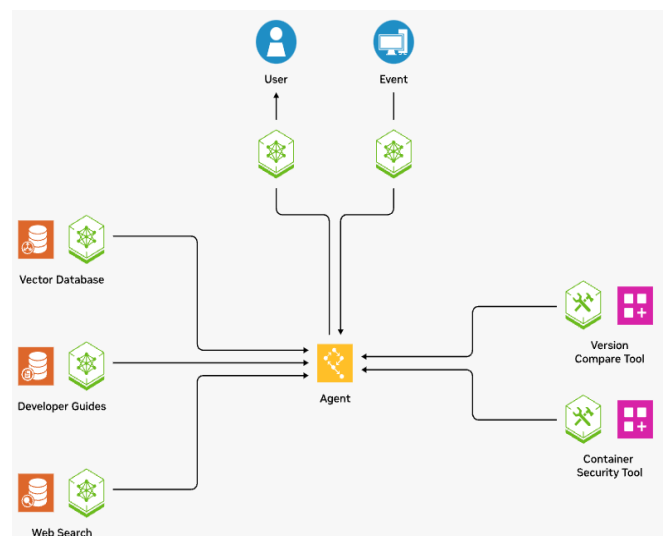 User
Event
Vector Database
Version
Compare Tool
Developer Guides
Agent
Container
Security Tool
Web Search